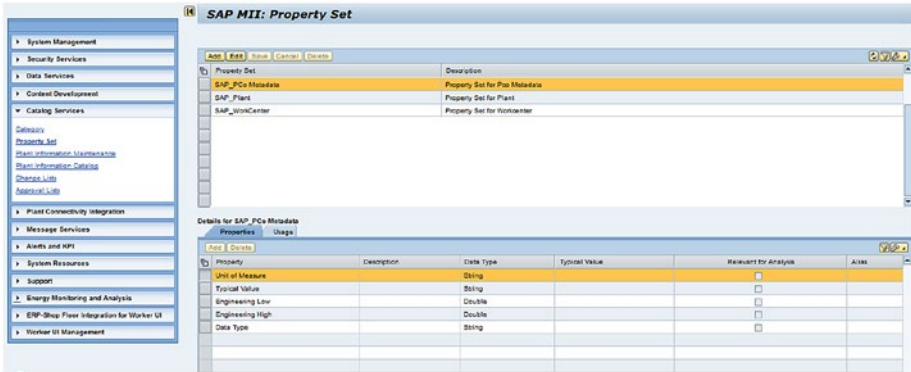 SAP MII: Property Set
System Management
Security Services
Data Services
Content Development
Catalog Services
Category
Property Set
Plant Information Maintenance
Plant Information Catalog
Change Lists
Approval Lists
Plant Connectivity Integration
Message Services
Alerts and KPI
System Resources
Support
Energy Monitoring and Analysis
ERP-Shop Floor Integration for Worker UI
Worker UI Management
Add Edit Save Cancel Delete
Property Set Description
SAP_PCo Metadata Property Set for Pco Metadata
SAP_Plant Property Set for Plant
SAP_WorkCenter Property Set for Workcenter
Details for SAP_PCo Metadata
Properties Usage
Add Delete
Property Description Data Type Typical Value Relevant for Analysis Alias
Unit of Measure String
Typical Value String
Engineering Low Double
Engineering High Double
Data Type String